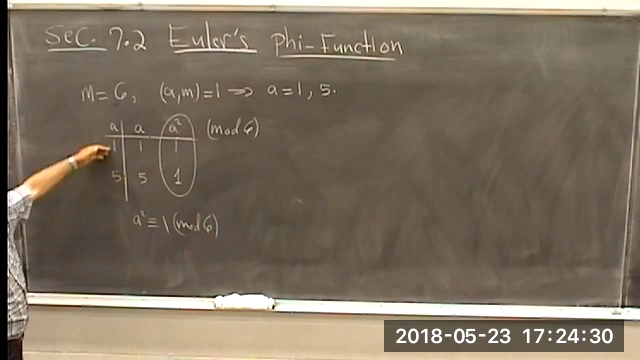 Sec. 7.2 Euler's Phi-Function
m=6, (a,m)=1 => a=1, 5.
a | a a² (mod 6)
1 | 1 1
5 | 5 1
a² ≡ 1 (mod 6)
2018-05-23 17:24:30